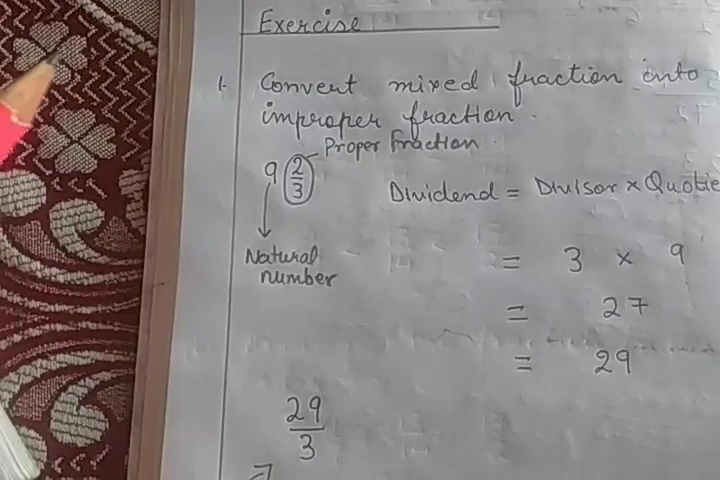 Exercise
1. Convert mixed fraction into
improper fraction.
Proper Fraction.
9 2/3
Dividend = Divisor × Quotie
Natural
number
= 3 × 9
= 27
= 29
29/3